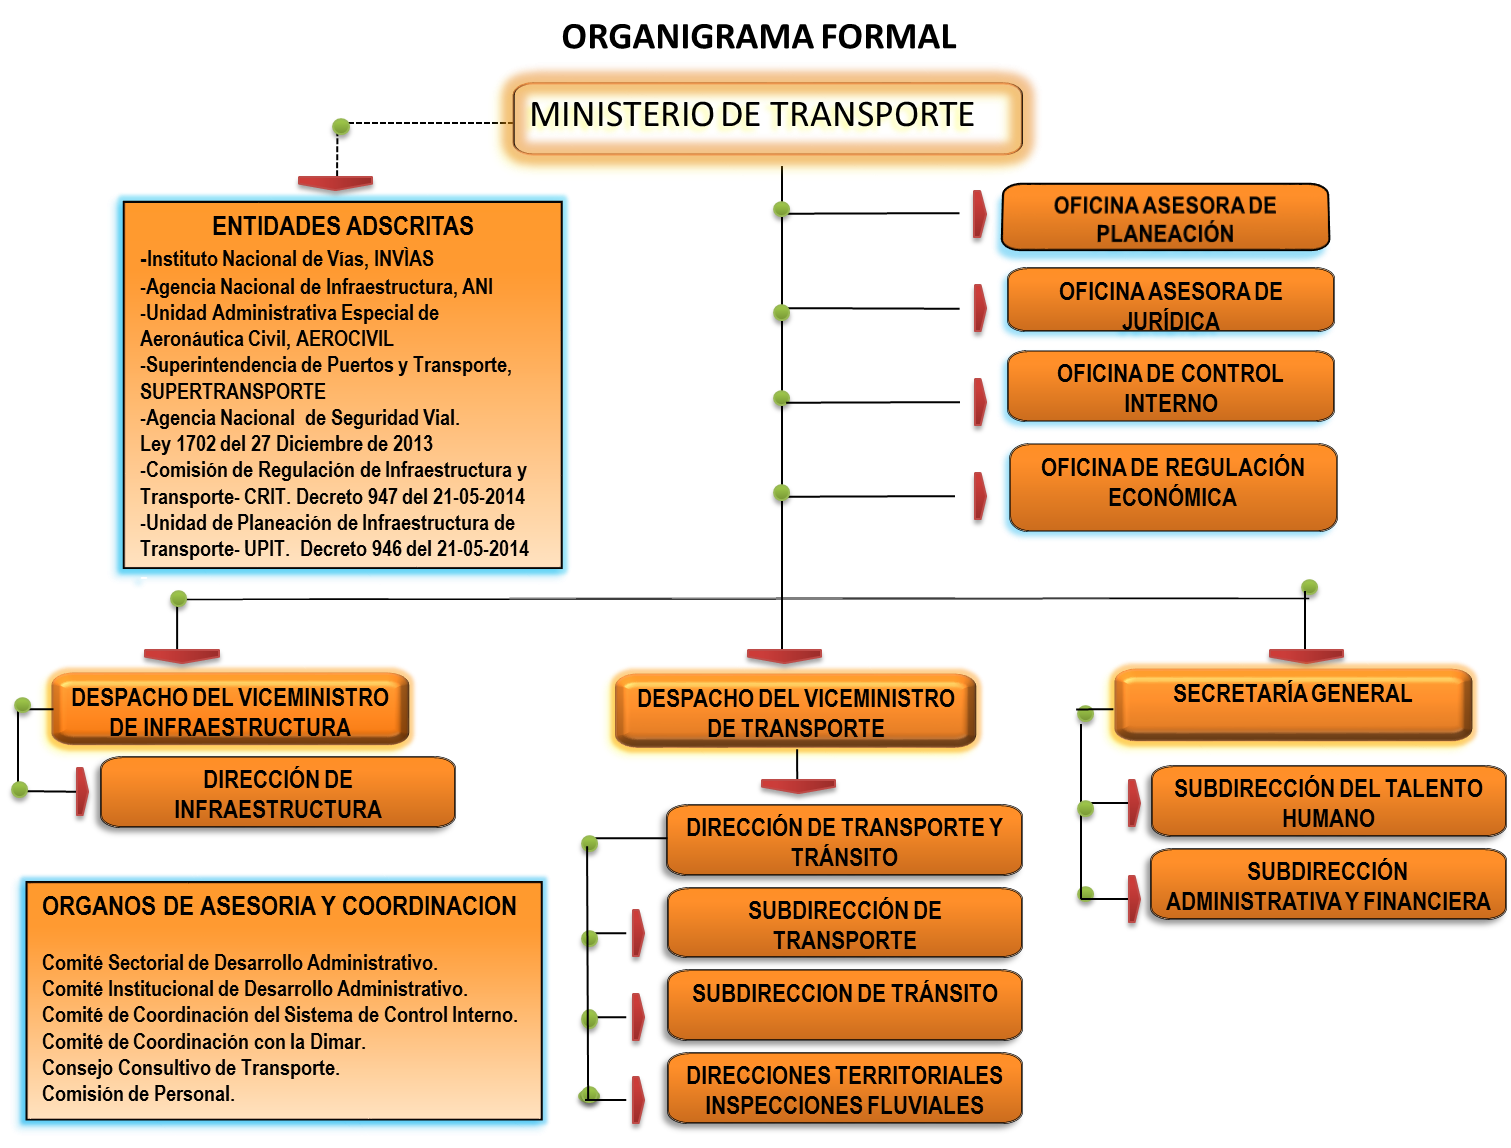 ORGANIGRAMA FORMAL
MINISTERIO DE TRANSPORTE
ENTIDADES ADSCRITAS
-Instituto Nacional de Vías, INVÌAS
-Agencia Nacional de Infraestructura, ANI
-Unidad Administrativa Especial de
Aeronáutica Civil, AEROCIVIL
-Superintendencia de Puertos y Transporte,
SUPERTRANSPORTE
-Agencia Nacional de Seguridad Vial.
Ley 1702 del 27 Diciembre de 2013
-Comisión de Regulación de Infraestructura y
Transporte- CRIT. Decreto 947 del 21-05-2014
-Unidad de Planeación de Infraestructura de
Transporte- UPIT. Decreto 946 del 21-05-2014
OFICINA ASESORA DE
PLANEACIÓN
OFICINA ASESORA DE
JURÍDICA
OFICINA DE CONTROL
INTERNO
OFICINA DE REGULACIÓN
ECONÓMICA
DESPACHO DEL VICEMINISTRO
DE INFRAESTRUCTURA
DIRECCIÓN DE
INFRAESTRUCTURA
DESPACHO DEL VICEMINISTRO
DE TRANSPORTE
DIRECCIÓN DE TRANSPORTE Y
TRÁNSITO
SUBDIRECCIÓN DE
TRANSPORTE
SUBDIRECCION DE TRÁNSITO
DIRECCIONES TERRITORIALES
INSPECCIONES FLUVIALES
SECRETARÍA GENERAL
SUBDIRECCIÓN DEL TALENTO
HUMANO
SUBDIRECCIÓN
ADMINISTRATIVA Y FINANCIERA
ORGANOS DE ASESORIA Y COORDINACION
Comité Sectorial de Desarrollo Administrativo.
Comité Institucional de Desarrollo Administrativo.
Comité de Coordinación del Sistema de Control Interno.
Comité de Coordinación con la Dimar.
Consejo Consultivo de Transporte.
Comisión de Personal.